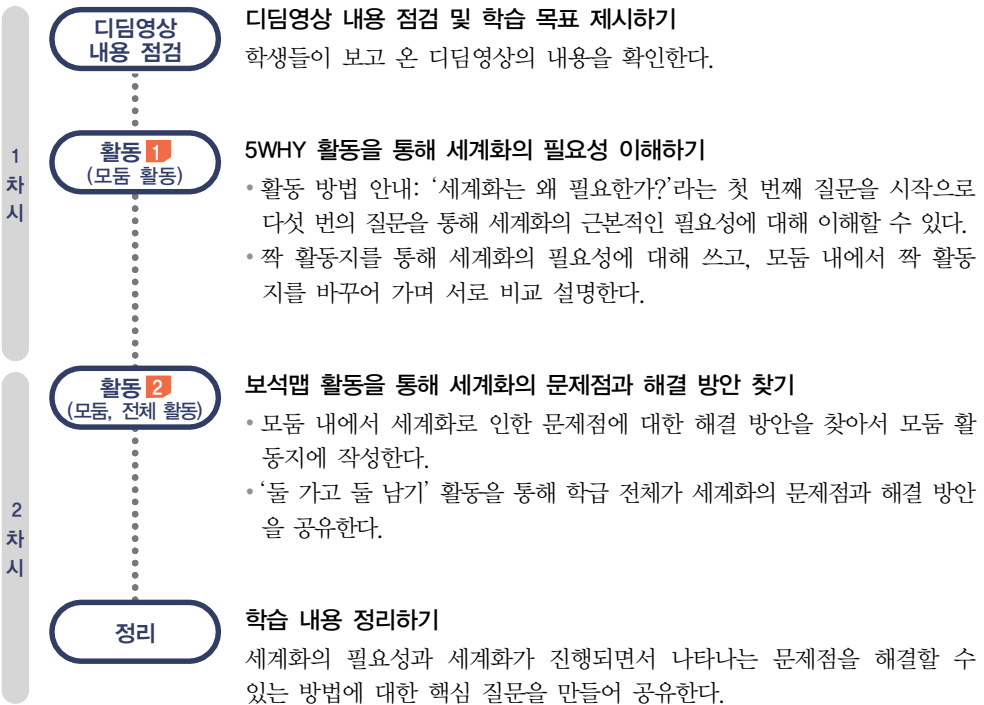 1
차
시
디딤영상
내용 점검
디딤영상 내용 점검 및 학습 목표 제시하기
학생들이 보고 온 디딤영상의 내용을 확인한다.
활동 1
(모둠 활동)
5WHY 활동을 통해 세계화의 필요성 이해하기
• 활동 방법 안내: ‘세계화는 왜 필요한가?’라는 첫 번째 질문을 시작으로
다섯 번의 질문을 통해 세계화의 근본적인 필요성에 대해 이해할 수 있다.
• 짝 활동지를 통해 세계화의 필요성에 대해 쓰고, 모둠 내에서 짝 활동
지를 바꾸어 가며 서로 비교 설명한다.
2
차
시
활동 2
(모둠, 전체 활동)
보석맵 활동을 통해 세계화의 문제점과 해결 방안 찾기
• 모둠 내에서 세계화로 인한 문제점에 대한 해결 방안을 찾아서 모둠 활
동지에 작성한다.
• ‘둘 가고 둘 남기’ 활동을 통해 학급 전체가 세계화의 문제점과 해결 방안
을 공유한다.
정리
학습 내용 정리하기
세계화의 필요성과 세계화가 진행되면서 나타나는 문제점을 해결할 수
있는 방법에 대한 핵심 질문을 만들어 공유한다.